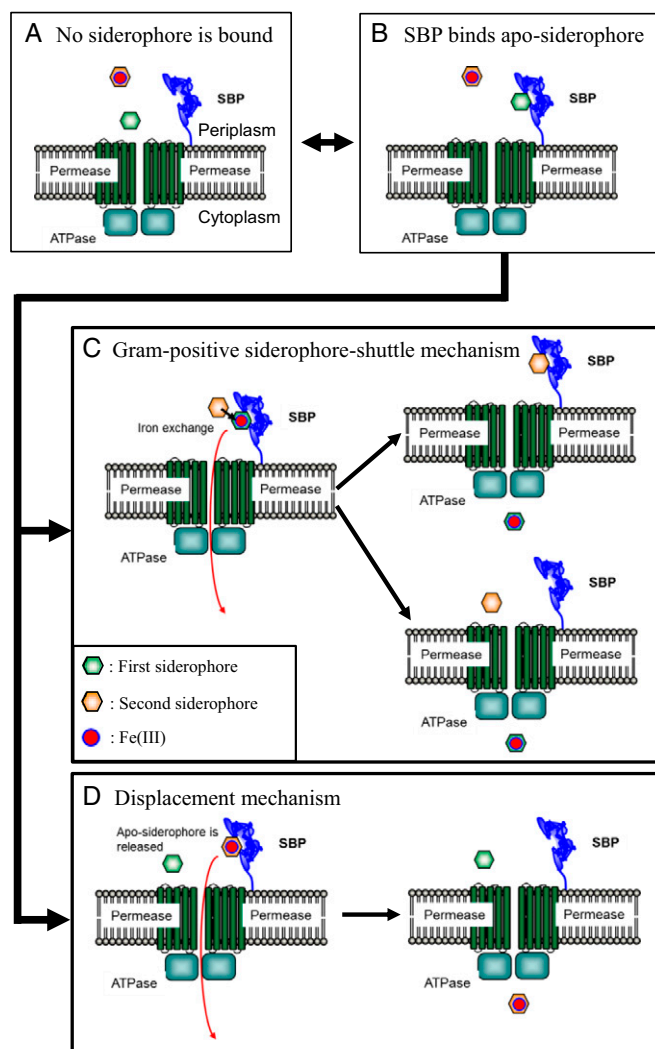 A No siderophore is bound
SBP
Periplasm
Permease Permease
Cytoplasm
ATPase
B SBP binds apo-siderophore
SBP
Permease Permease
ATPase
C Gram-positive siderophore-shuttle mechanism
SBP
Iron exchange
Permease Permease
ATPase
SBP
Permease Permease
ATPase
SBP
Permease Permease
ATPase
: First siderophore
: Second siderophore
: Fe(III)
D Displacement mechanism
Apo-siderophore is
released
SBP
Permease Permease
ATPase
SBP
Permease Permease
ATPase